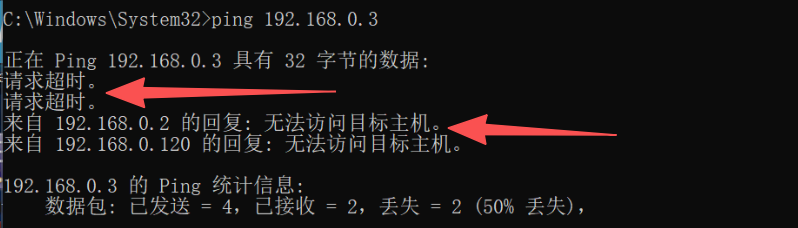 C:\Windows\System32>ping 192.168.0.3
正在 Ping 192.168.0.3 具有 32 字节的数据:
请求超时。
请求超时。
来自 192.168.0.2 的回复: 无法访问目标主机。
来自 192.168.0.120 的回复: 无法访问目标主机。
192.168.0.3 的 Ping 统计信息:
数据包: 已发送 = 4，已接收 = 2，丢失 = 2 (50% 丢失)，